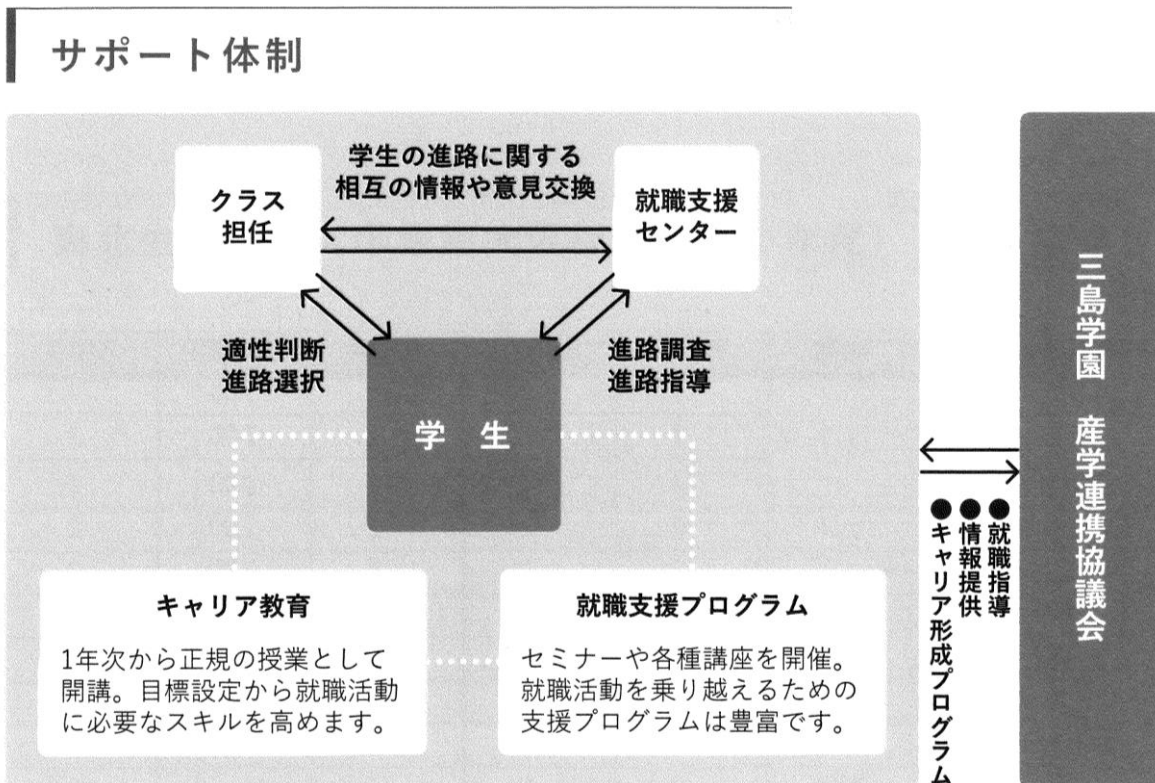 サポート体制
クラス
担任
学生の進路に関する
相互の情報や意見交換
就職支援
センター
適性判断
進路選択
進路調査
進路指導
学 生
キャリア教育
1年次から正規の授業として
開講。目標設定から就職活動
に必要なスキルを高めます。
就職支援プログラム
セミナーや各種講座を開催。
就職活動を乗り越えるための
支援プログラムは豊富です。
●就職指導
●情報提供
●キャリア形成プログラム
三島学園 産学連携協議会